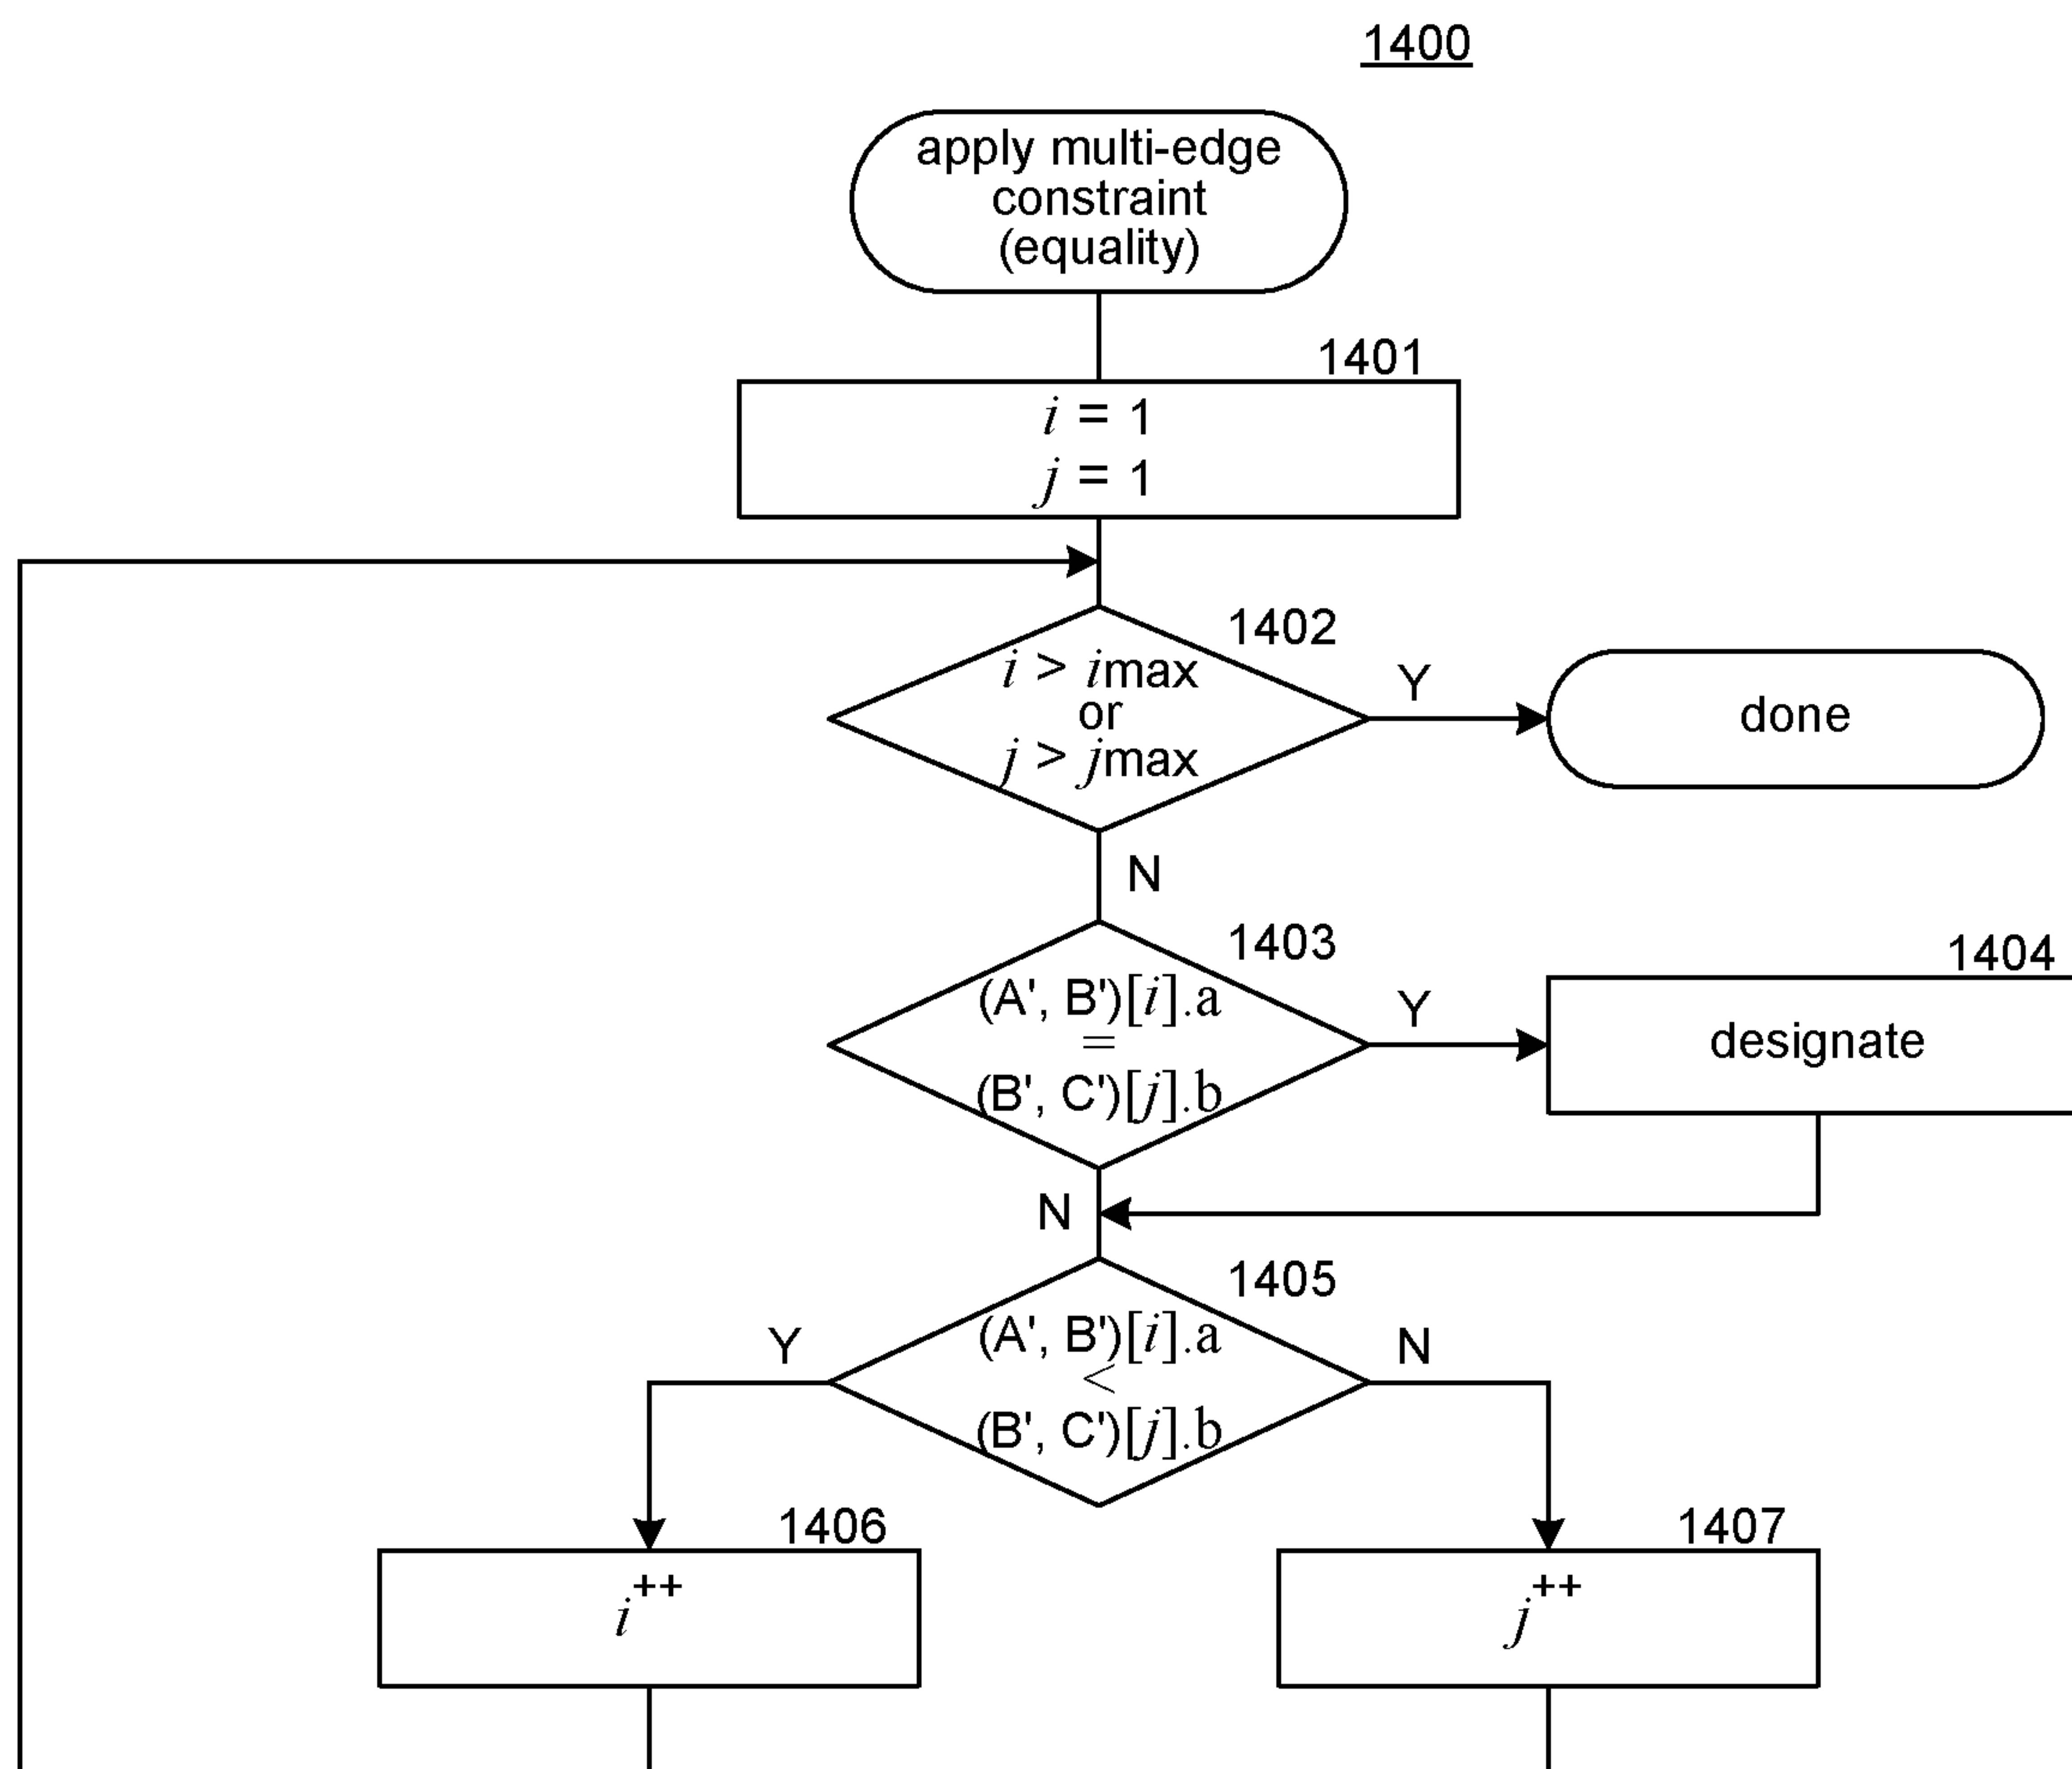 1400
apply multi-edge
constraint
(equality)
1401
i = 1
j = 1
1402
i > imax
or
j > jmax
Y
done
N
1403
(A', B')[i].a
=
(B', C')[j].b
Y
1404
designate
N
1405
(A', B')[i].a
<
(B', C')[j].b
Y
N
1406
i++
1407
j++